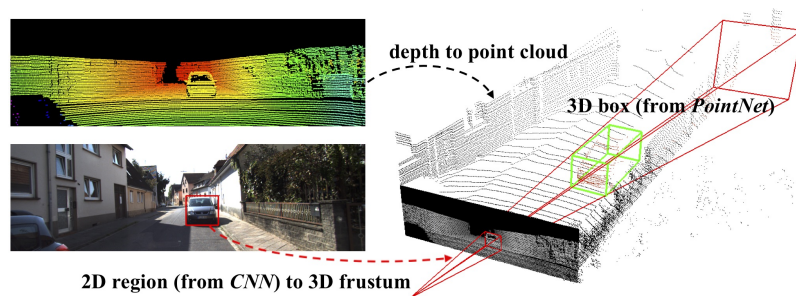 depth to point cloud
3D box (from PointNet)
2D region (from CNN) to 3D frustum